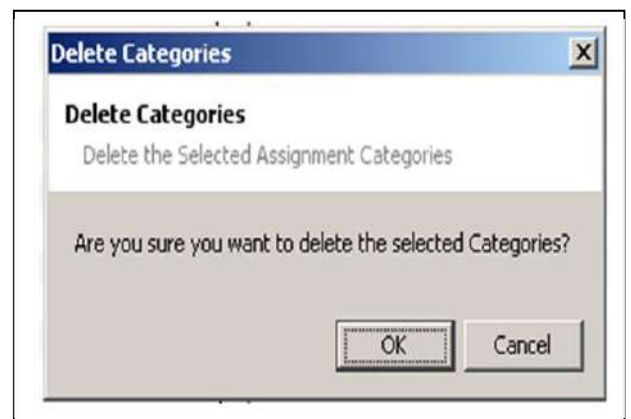 Delete Categories
Delete Categories
Delete the Selected Assignment Categories
Are you sure you want to delete the selected Categories?
OK
Cancel